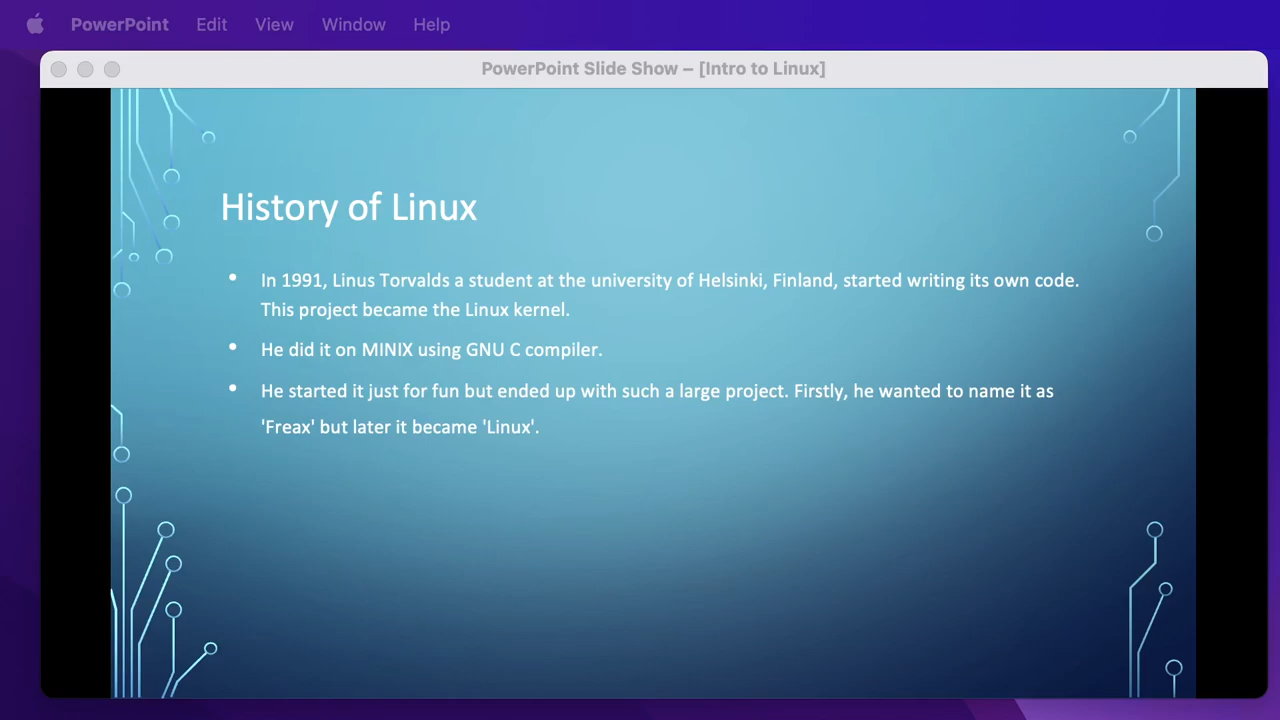 PowerPoint Edit View Window Help
PowerPoint Slide Show – [Intro to Linux]
History of Linux
• In 1991, Linus Torvalds a student at the university of Helsinki, Finland, started writing its own code.
This project became the Linux kernel.
• He did it on MINIX using GNU C compiler.
• He started it just for fun but ended up with such a large project. Firstly, he wanted to name it as
'Freax' but later it became 'Linux'.